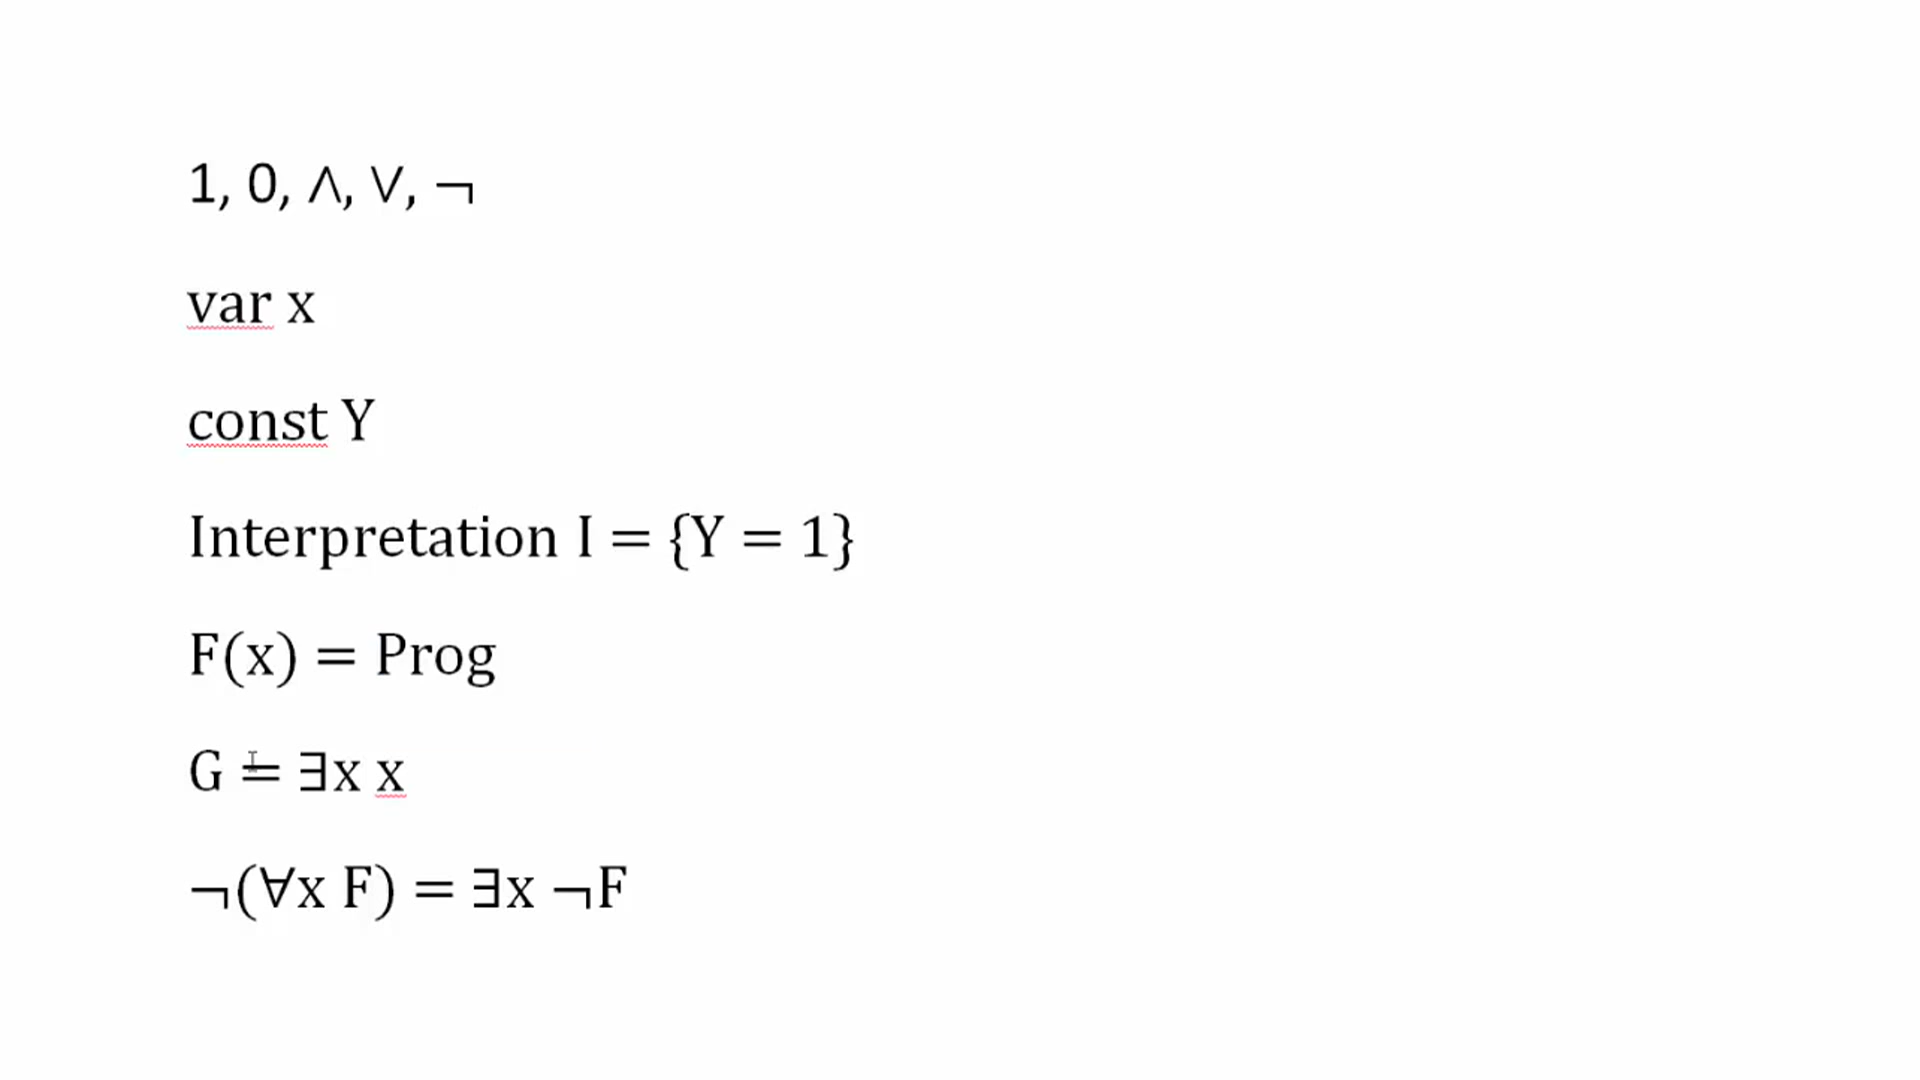 1, 0, ∧, ∨, ¬
var x
const Y
Interpretation I = {Y = 1}
F(x) = Prog
G = ∃x x
¬(∀x F) = ∃x ¬F